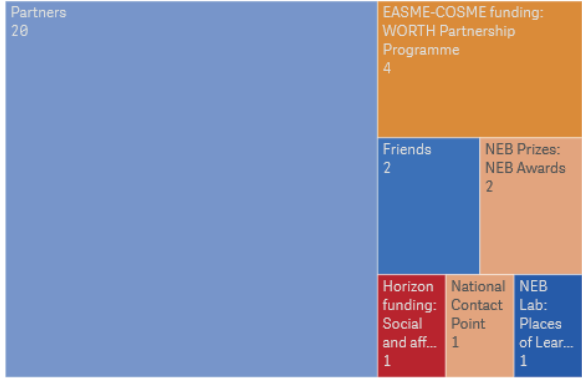 Partners
20
EASME-COSME funding:
WORTH Partnership
Programme
4
Friends
2
NEB Prizes:
NEB Awards
2
Horizon
funding:
Social
and aff...
1
National
Contact
Point
1
NEB
Lab:
Places
of Lear...
1